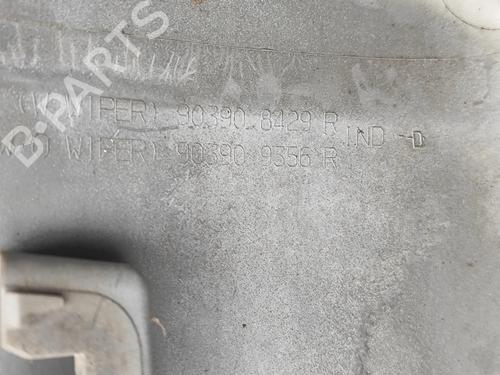 B-PARTS
WIPER) 90390 8429 R IND -D
WIPER) 90390 9356 R